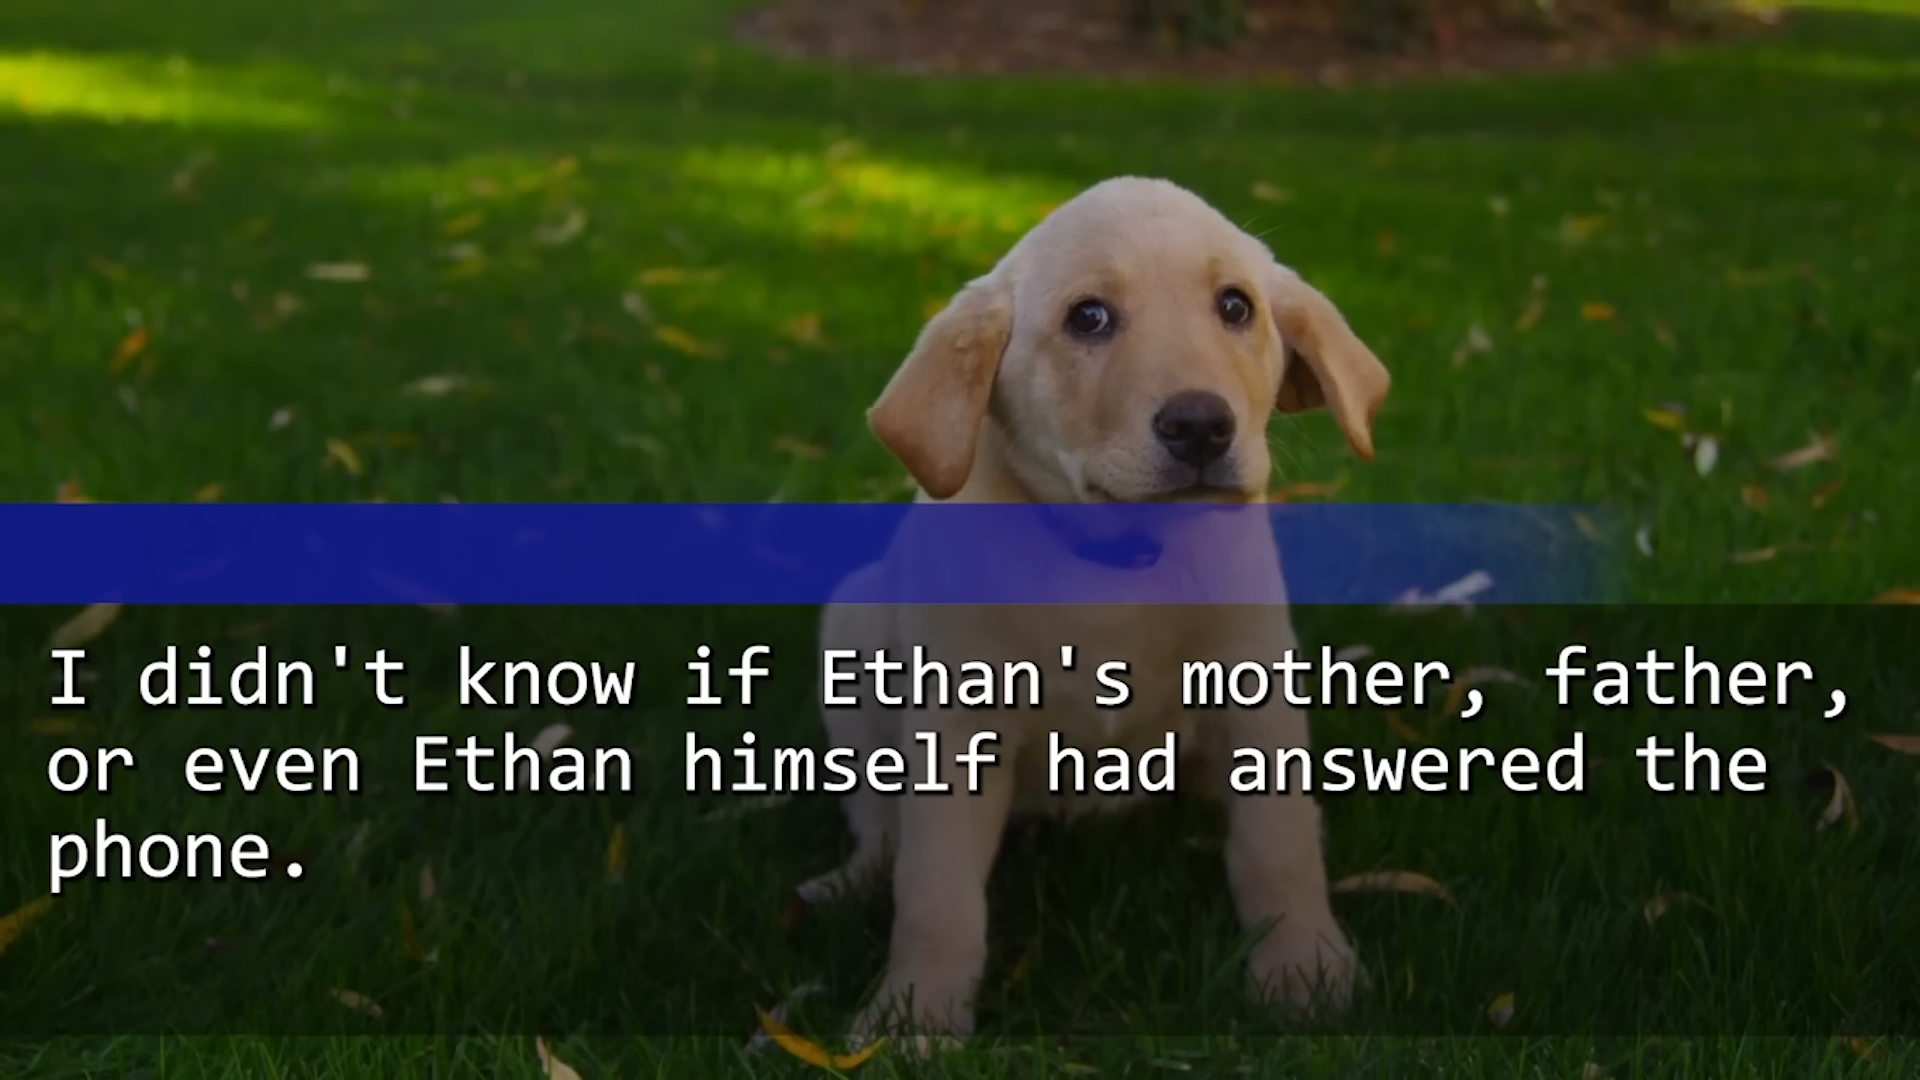 I didn't know if Ethan's mother, father,
or even Ethan himself had answered the
phone.